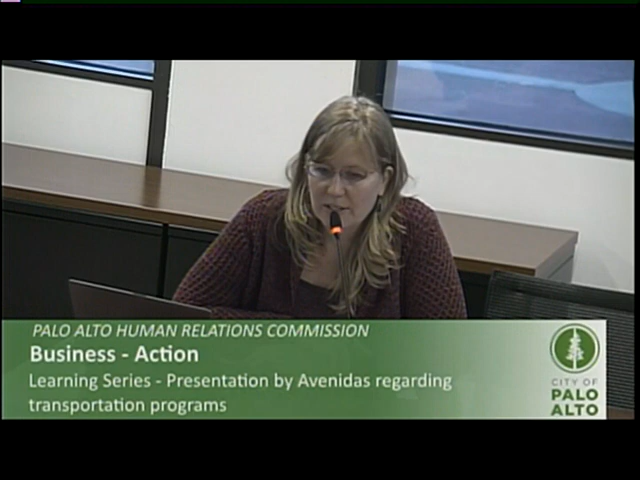 PALO ALTO HUMAN RELATIONS COMMISSION
Business - Action
Learning Series - Presentation by Avenidas regarding
transportation programs
CITY OF
PALO
ALTO